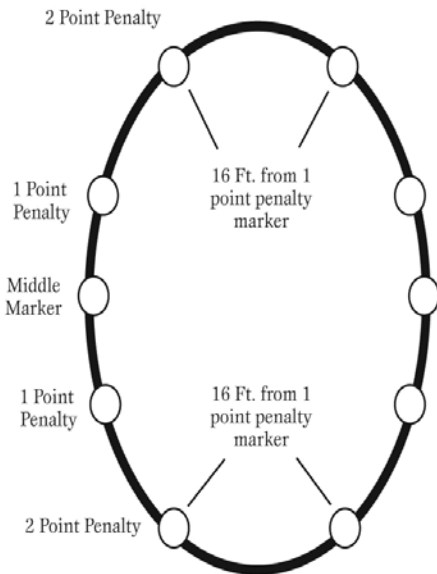 2 Point Penalty
16 Ft. from 1
point penalty
marker
1 Point
Penalty
Middle
Marker
1 Point
Penalty
16 Ft. from 1
point penalty
marker
2 Point Penalty